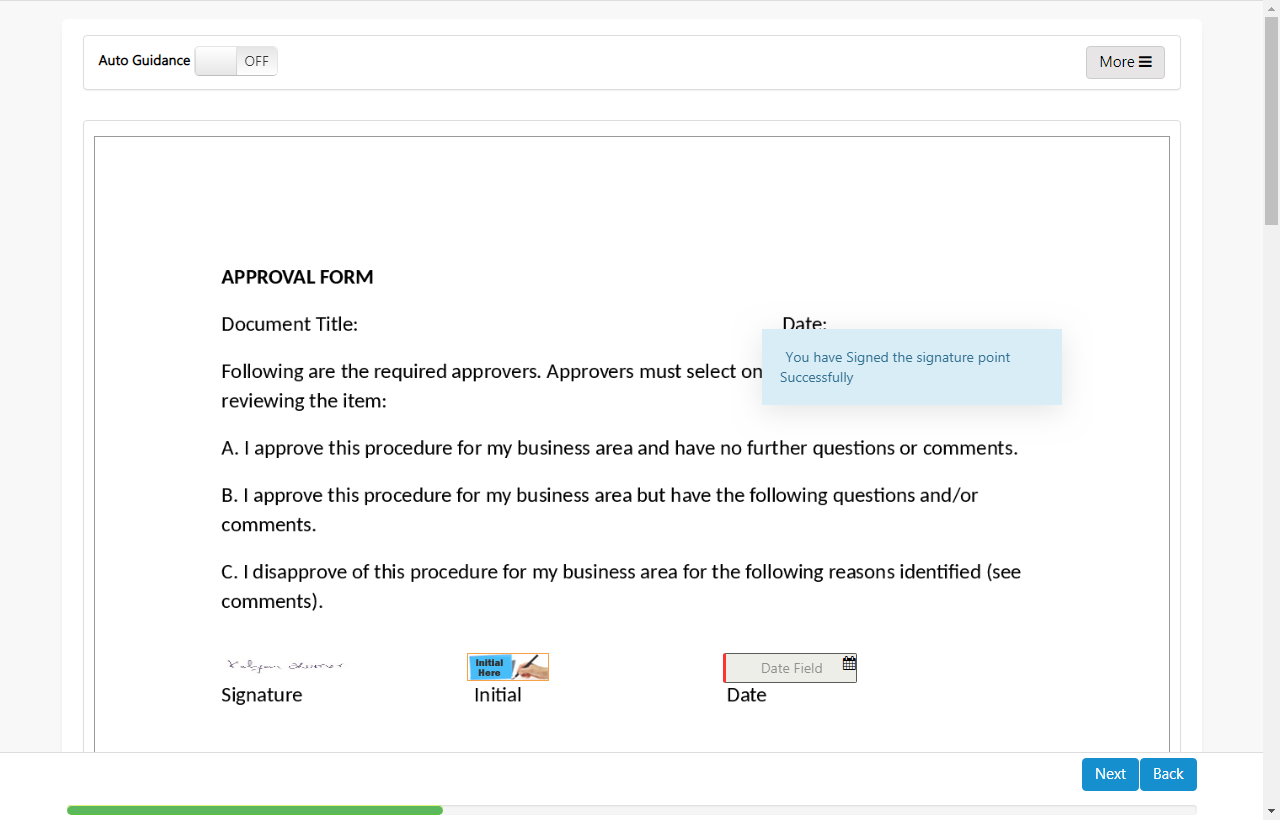 Auto Guidance OFF More
APPROVAL FORM
Document Title: Date:
Following are the required approvers. Approvers must select on
reviewing the item:
You have Signed the signature point
Successfully
A. I approve this procedure for my business area and have no further questions or comments.
B. I approve this procedure for my business area but have the following questions and/or
comments.
C. I disapprove of this procedure for my business area for the following reasons identified (see
comments).
Initial
Here
Date Field
Signature Initial Date
Next Back